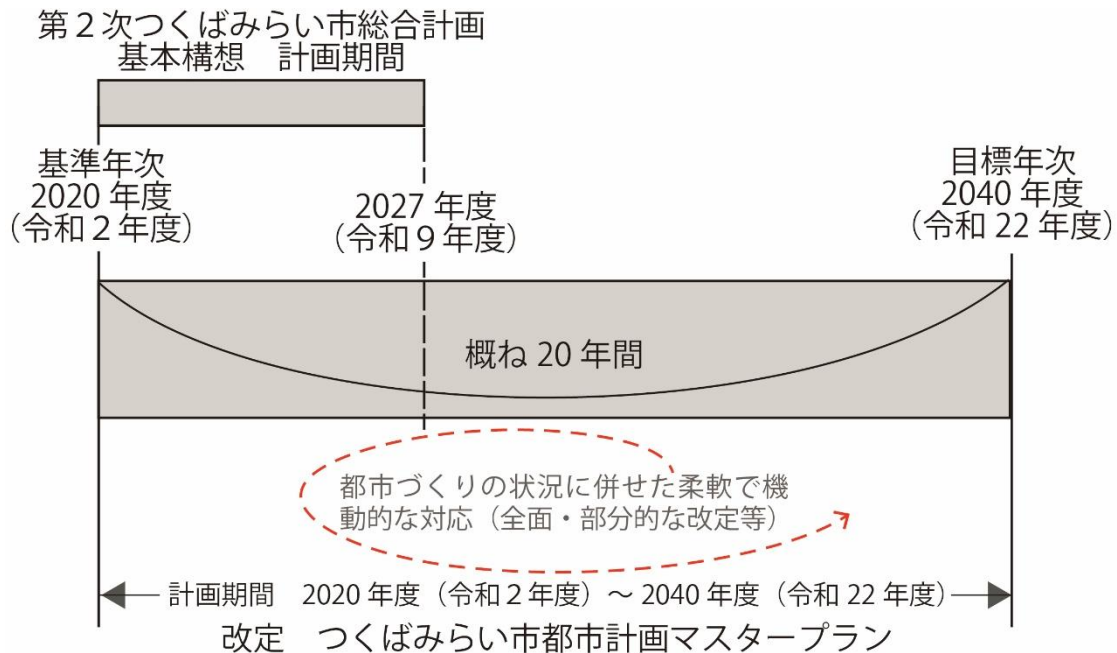 第２次つくばみらい市総合計画
基本構想　計画期間
基準年次
2020 年度
（令和２年度）
2027 年度
（令和９年度）
目標年次
2040 年度
（令和 22 年度）
概ね 20 年間
都市づくりの状況に併せた柔軟で機
動的な対応（全面・部分的な改定等）
計画期間　2020 年度（令和２年度）～ 2040 年度（令和 22 年度）
改定　つくばみらい市都市計画マスタープラン